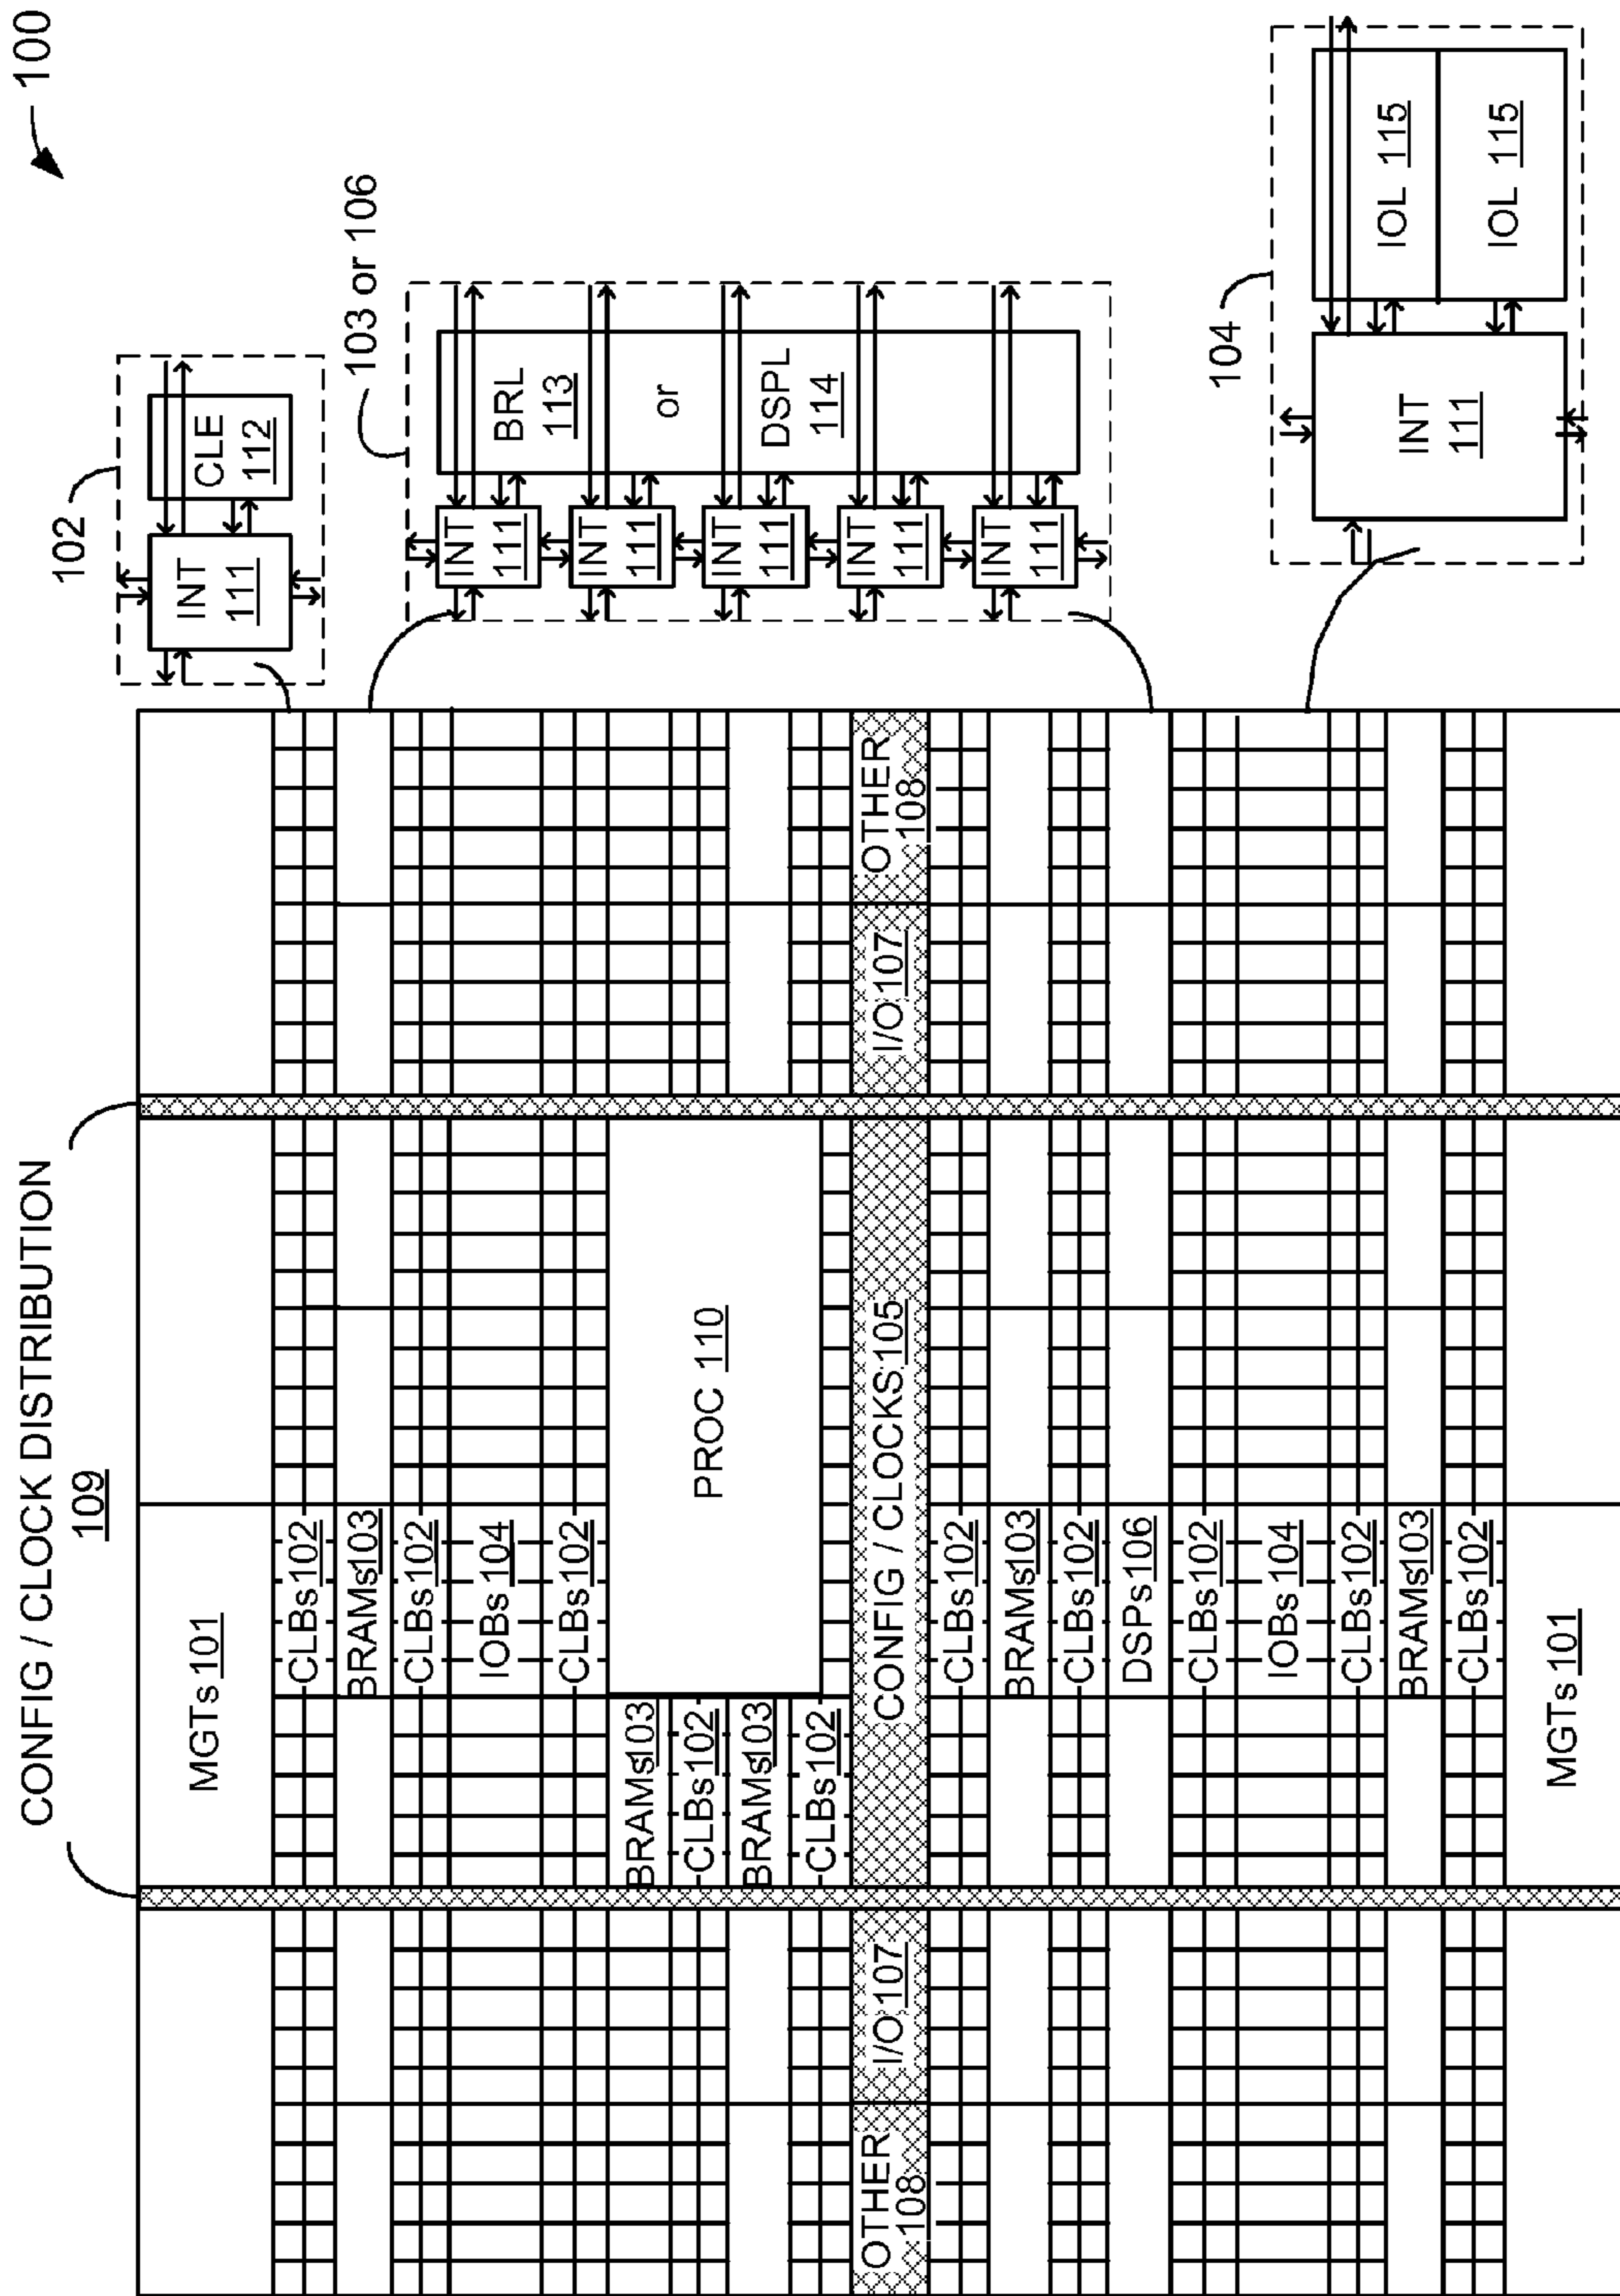 100
CONFIG / CLOCK DISTRIBUTION
109
MGTs 101
CLBs 102
BRAMs 103
CLBs 102
IOBs 104
CLBs 102
BRAMs 103
CLBs 102
BRAMs 103
CLBs 102
PROC 110
OTHER
108
I/O 107
CONFIG / CLOCKS 105
I/O 107
OTHER
108
CLBs 102
BRAMs 103
CLBs 102
DSPs 106
CLBs 102
IOBs 104
CLBs 102
BRAMs 103
CLBs 102
MGTs 101
102
INT
111
CLE
112
103 or 106
INT
111
INT
111
INT
111
INT
111
INT
111
BRL
113
or
DSPL
114
104
INT
111
IOL 115
IOL 115